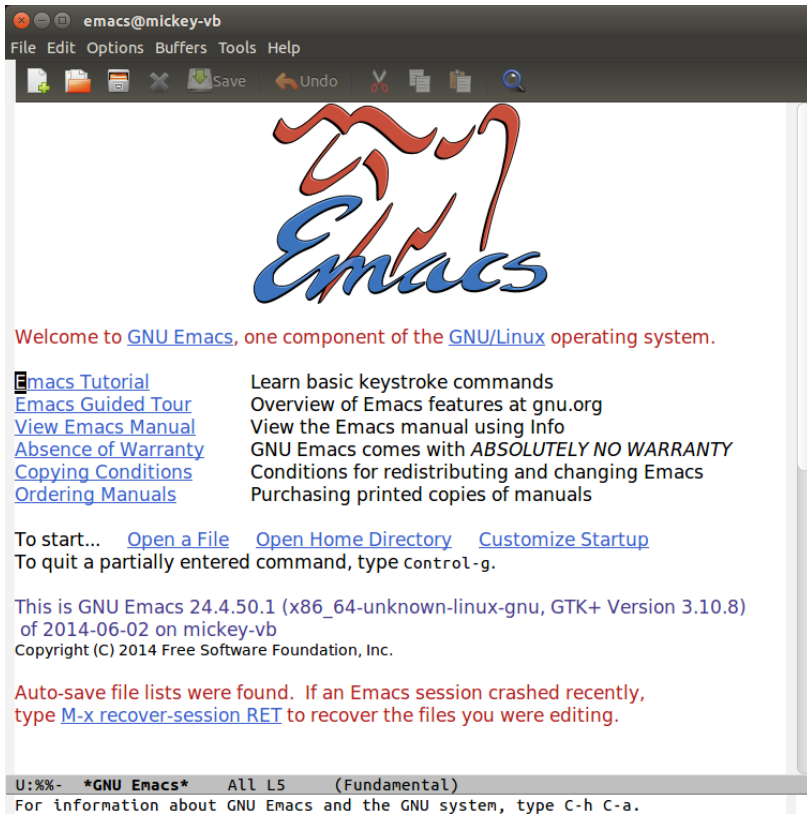 emacs@mickey-vb
File Edit Options Buffers Tools Help
Save Undo
Emacs
Welcome to GNU Emacs, one component of the GNU/Linux operating system.
Emacs Tutorial Learn basic keystroke commands
Emacs Guided Tour Overview of Emacs features at gnu.org
View Emacs Manual View the Emacs manual using Info
Absence of Warranty GNU Emacs comes with ABSOLUTELY NO WARRANTY
Copying Conditions Conditions for redistributing and changing Emacs
Ordering Manuals Purchasing printed copies of manuals
To start... Open a File Open Home Directory Customize Startup
To quit a partially entered command, type Control-g.
This is GNU Emacs 24.4.50.1 (x86_64-unknown-linux-gnu, GTK+ Version 3.10.8)
of 2014-06-02 on mickey-vb
Copyright (C) 2014 Free Software Foundation, Inc.
Auto-save file lists were found. If an Emacs session crashed recently,
type M-x recover-session RET to recover the files you were editing.
U:%%- *GNU Emacs* All L5 (Fundamental)
For information about GNU Emacs and the GNU system, type C-h C-a.